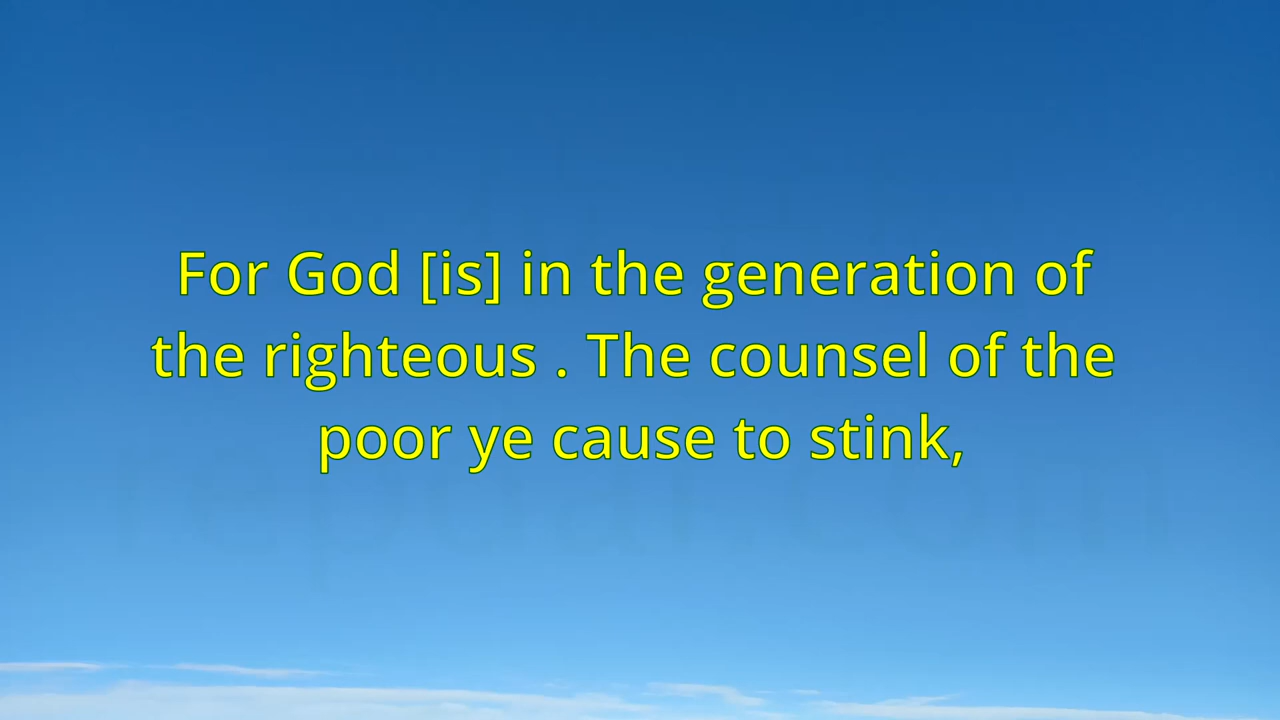 For God [is] in the generation of
the righteous . The counsel of the
poor ye cause to stink,